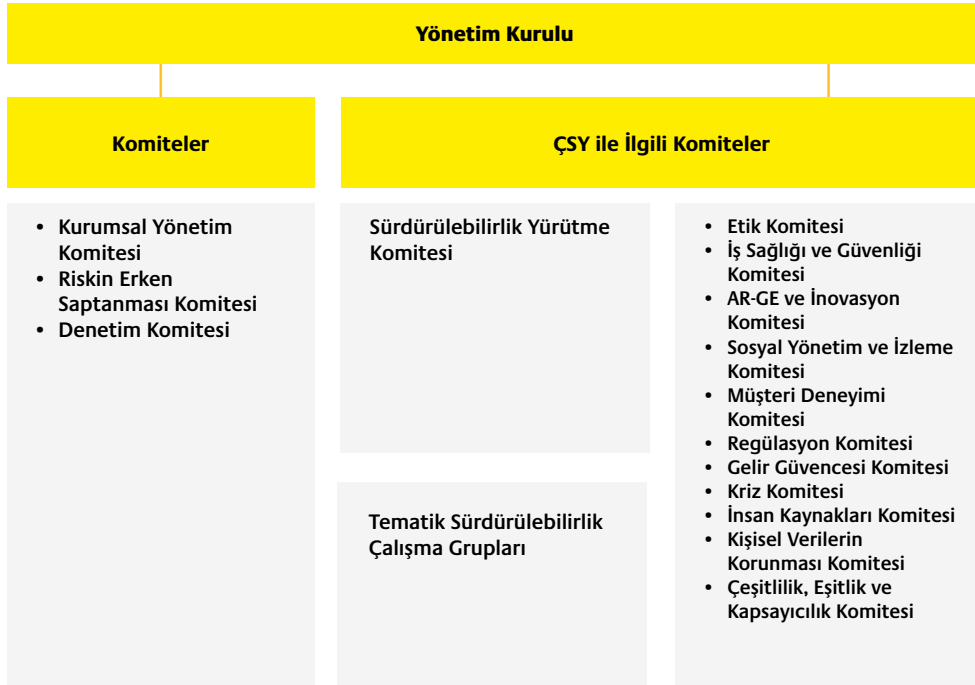 Yönetim Kurulu
Komiteler
ÇSY ile İlgili Komiteler
• Kurumsal Yönetim
Komitesi
• Riskin Erken
Saptanması Komitesi
• Denetim Komitesi
Sürdürülebilirlik Yürütme
Komitesi
Tematik Sürdürülebilirlik
Çalışma Grupları
• Etik Komitesi
• İş Sağlığı ve Güvenliği
Komitesi
• AR-GE ve İnovasyon
Komitesi
• Sosyal Yönetim ve İzleme
Komitesi
• Müşteri Deneyimi
Komitesi
• Regülasyon Komitesi
• Gelir Güvencesi Komitesi
• Kriz Komitesi
• İnsan Kaynakları Komitesi
• Kişisel Verilerin
Korunması Komitesi
• Çeşitlilik, Eşitlik ve
Kapsayıcılık Komitesi